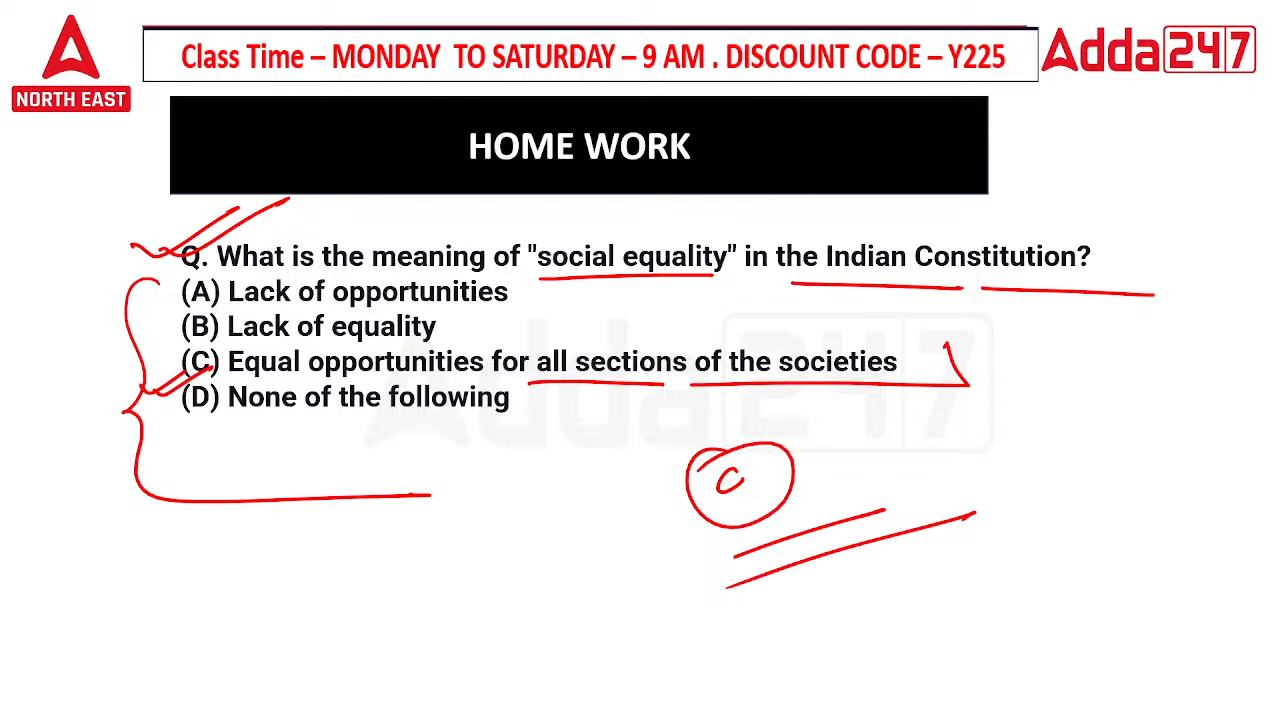 Class Time – MONDAY TO SATURDAY – 9 AM . DISCOUNT CODE – Y225
Adda247
NORTH EAST
HOME WORK
Q. What is the meaning of "social equality" in the Indian Constitution?
(A) Lack of opportunities
(B) Lack of equality
(C) Equal opportunities for all sections of the societies
(D) None of the following
Adda247
C